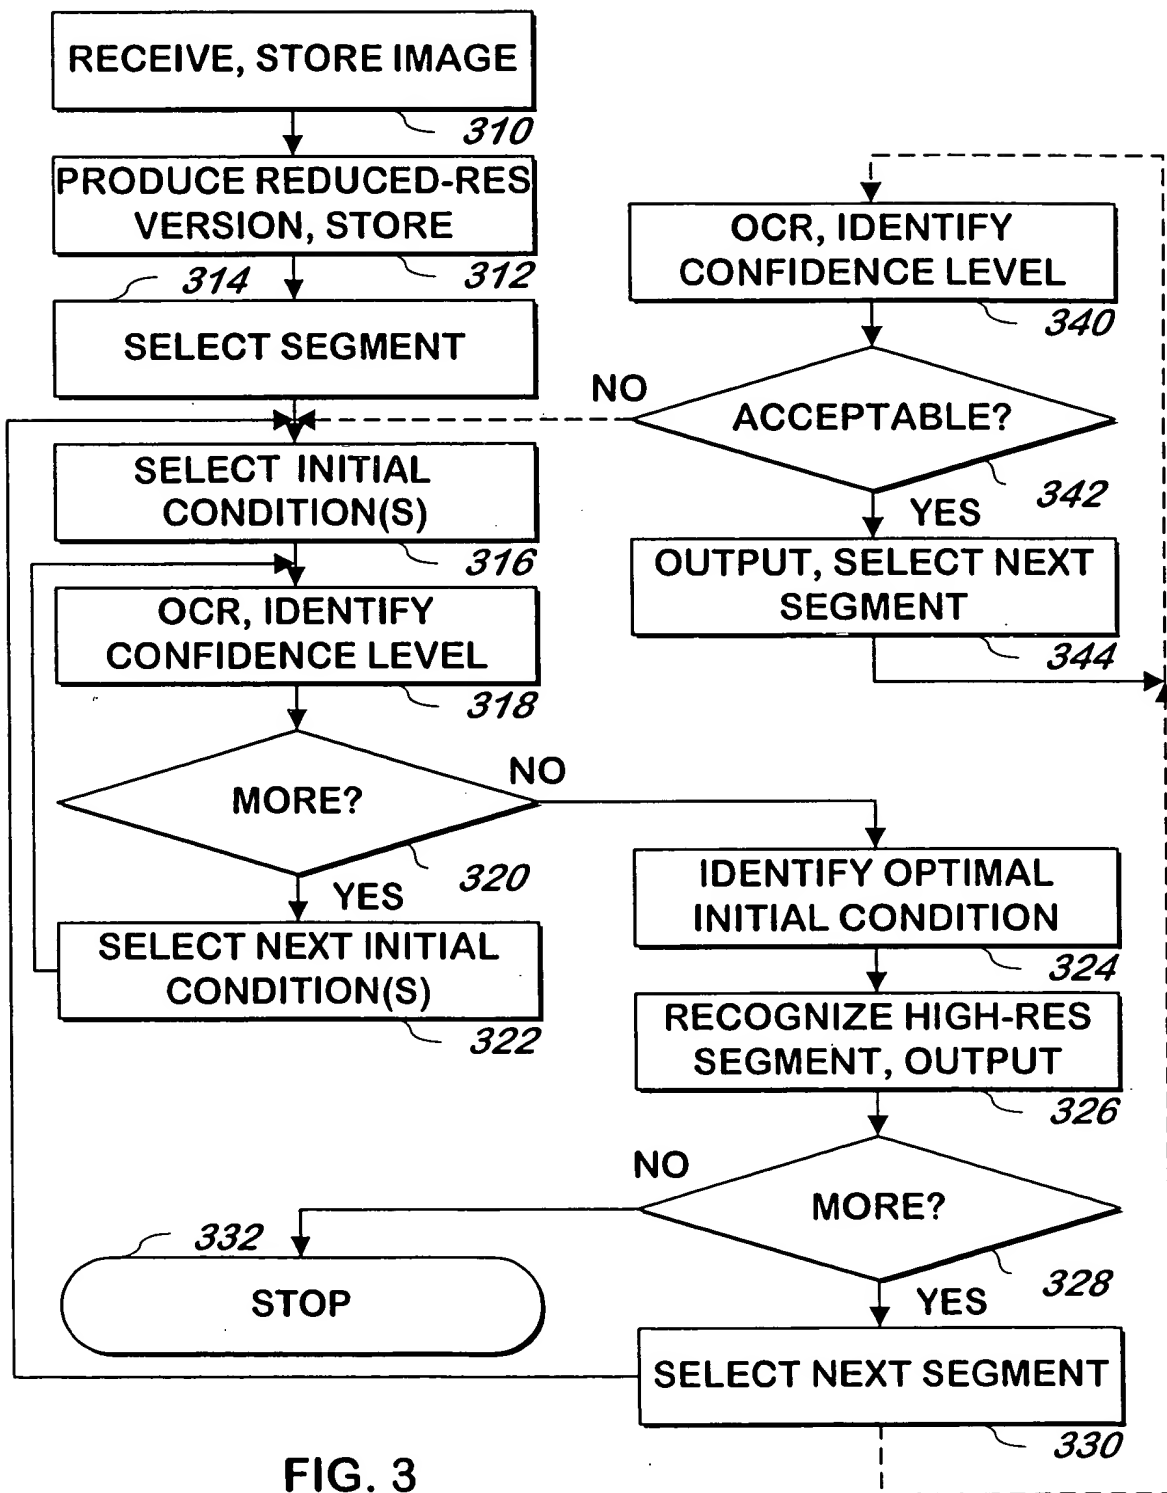 RECEIVE, STORE IMAGE
310
PRODUCE REDUCED-RES
VERSION, STORE
312
314
SELECT SEGMENT
SELECT INITIAL
CONDITION(S)
316
OCR, IDENTIFY
CONFIDENCE LEVEL
318
MORE?
NO
320
YES
SELECT NEXT INITIAL
CONDITION(S)
322
OCR, IDENTIFY
CONFIDENCE LEVEL
340
NO
ACCEPTABLE?
342
YES
OUTPUT, SELECT NEXT
SEGMENT
344
IDENTIFY OPTIMAL
INITIAL CONDITION
324
RECOGNIZE HIGH-RES
SEGMENT, OUTPUT
326
NO
MORE?
328
YES
332
STOP
SELECT NEXT SEGMENT
330
FIG. 3